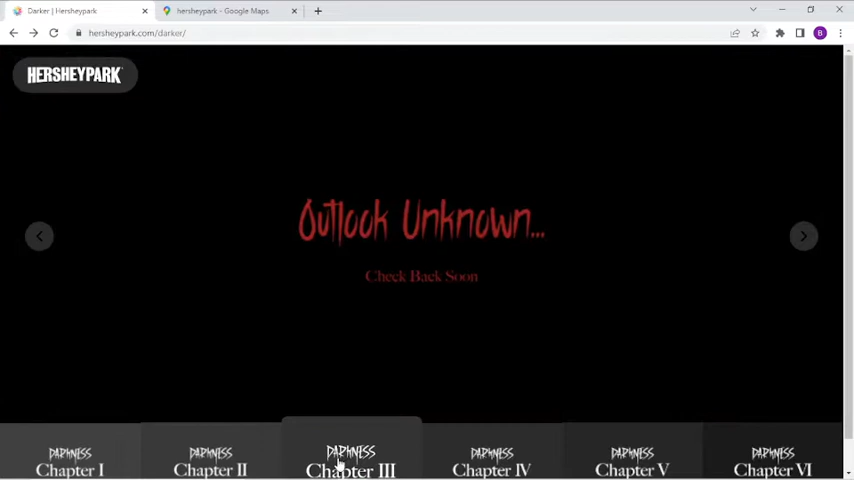 Darker | Hersheypark
hersheypark - Google Maps
hersheypark.com/darker/
B
HERSHEYPARK
Outlook Unknown...
Check Back Soon
DARKNESS
Chapter I
DARKNESS
Chapter II
DARKNESS
Chapter III
DARKNESS
Chapter IV
DARKNESS
Chapter V
DARKNESS
Chapter VI